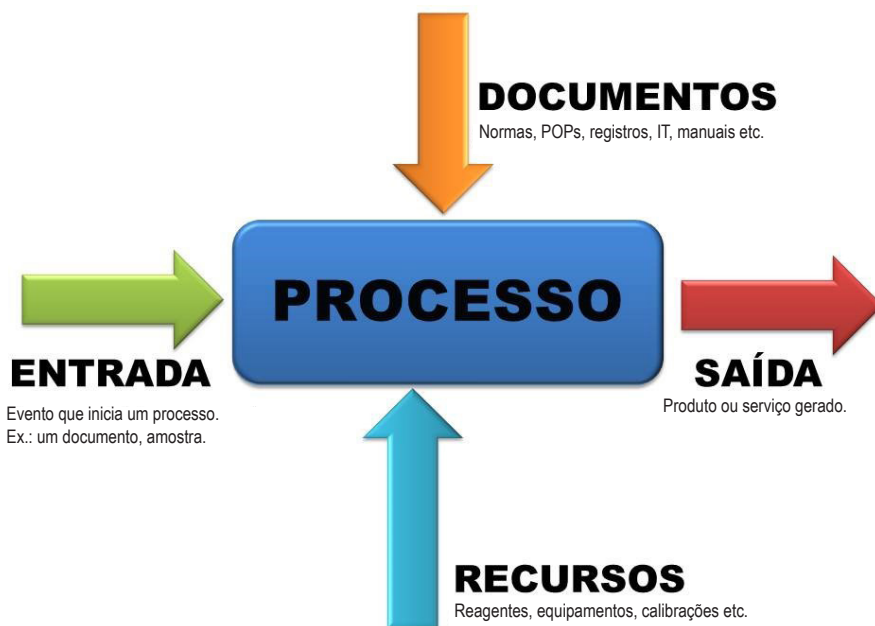 DOCUMENTOS
Normas, POPs, registros, IT, manuais etc.
PROCESSO
ENTRADA
Evento que inicia um processo.
Ex.: um documento, amostra.
SAÍDA
Produto ou serviço gerado.
RECURSOS
Reagentes, equipamentos, calibrações etc.